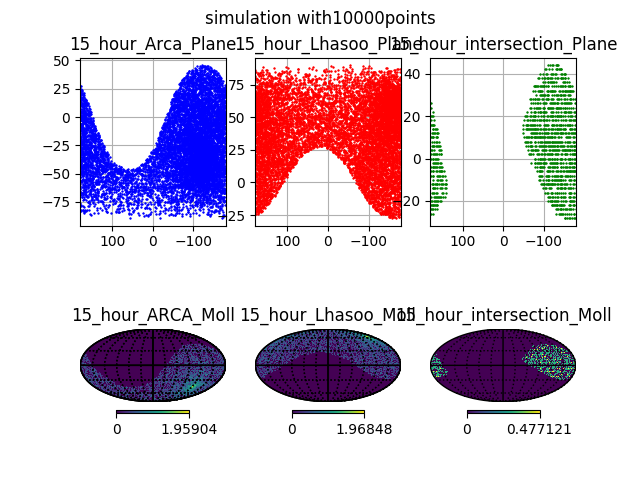 simulation with10000points
15_hour_Arca_Plane
15_hour_Lhasoo_Plane
hour_intersection_Plane
50
25
0
−25
−50
−75
100 0 −100
75
50
25
0
25
100 0 −100
40
20
0
20
100 0 −100
15_hour_ARCA_Moll
15_hour_Lhasoo_Moll
15_hour_intersection_Moll
0 1.95904
0 1.96848
0 0.477121